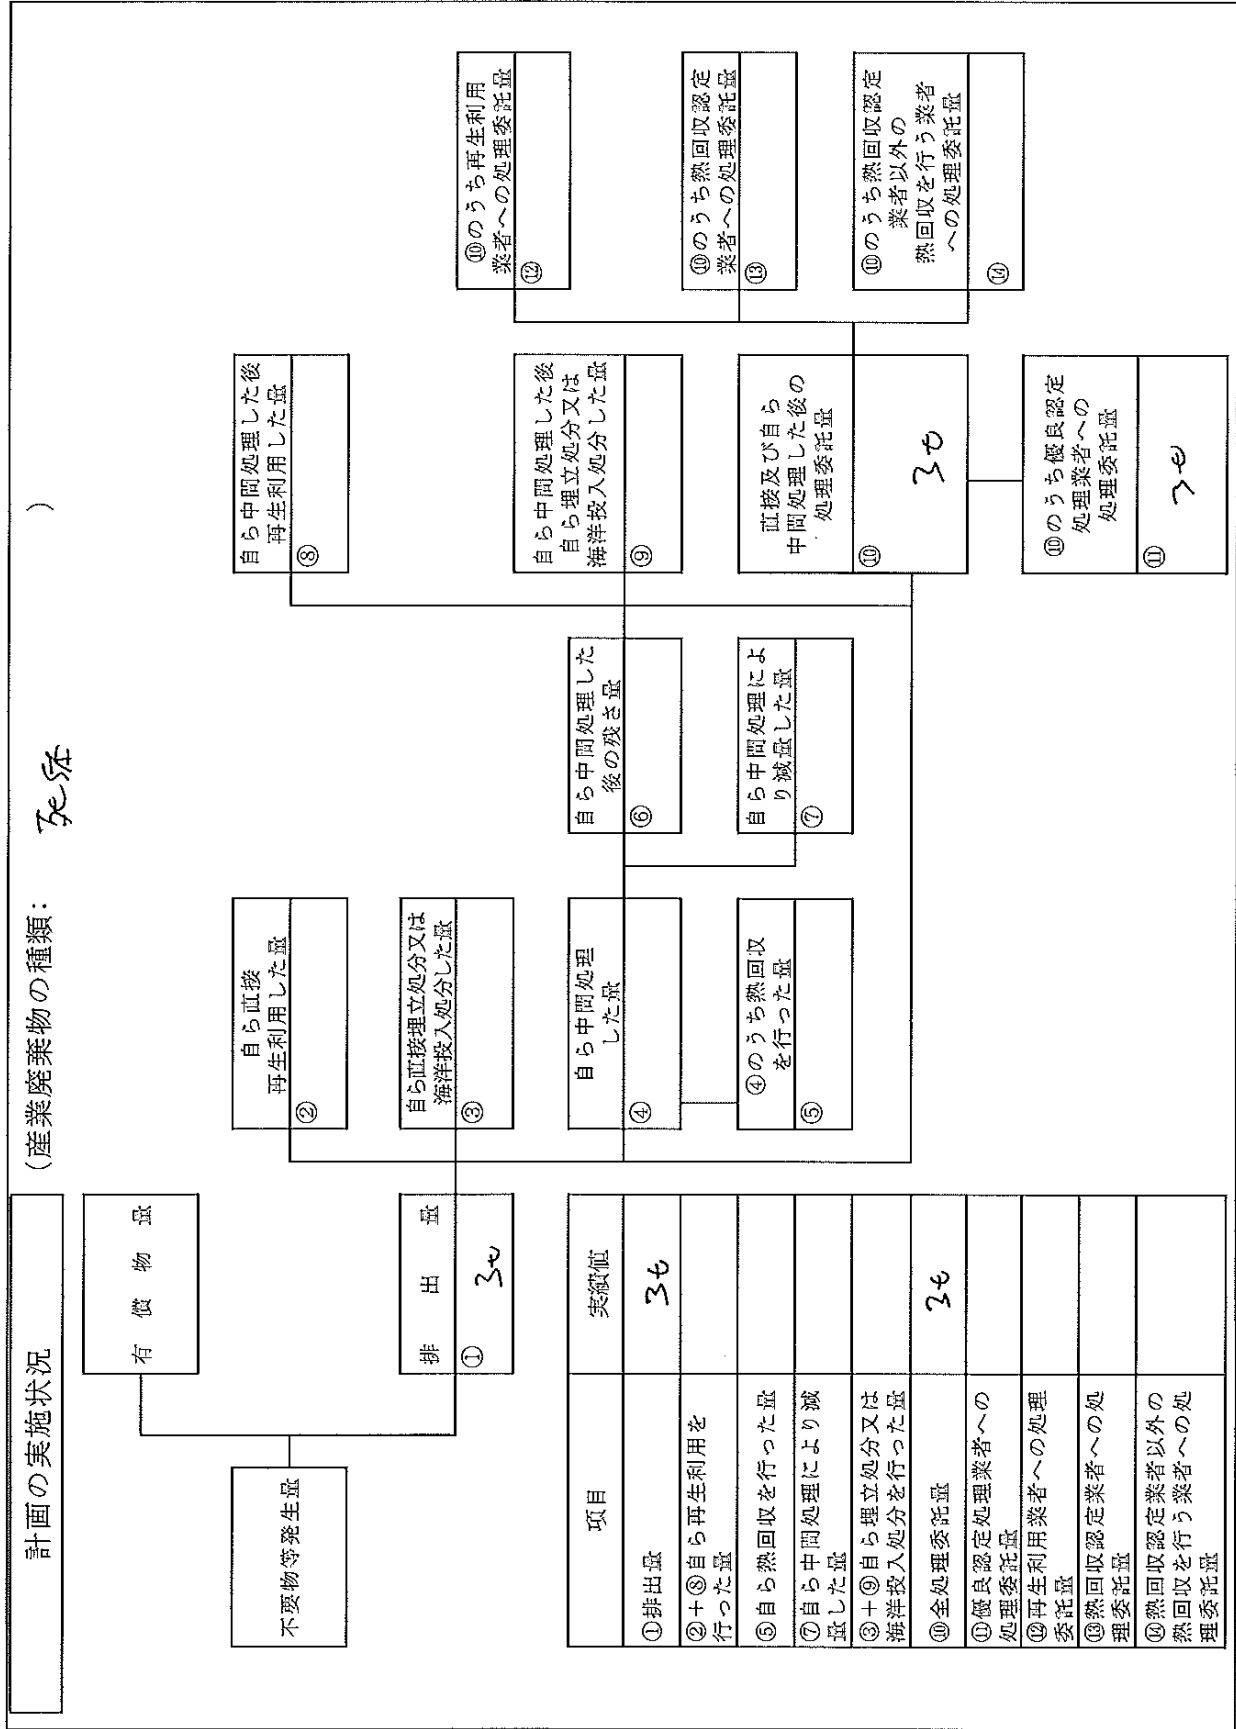 計画の実施状況
(産業廃棄物の種類: )
不要物等発生量
有償物量
排出量
① 3t
自ら直接
再生利用した量
②
自ら直接埋立処分又は
海洋投入処分した量
③
自ら中間処理
した量
④
④のうち熱回収
を行った量
⑤
自ら中間処理した
後の残さ量
⑥
自ら中間処理によ
り減量した量
⑦
自ら中間処理した後
再生利用した量
⑧
自ら中間処理した後
自ら埋立処分又は
海洋投入処分した量
⑨
直接及び自ら
中間処理した後の
処理委託量
⑩ 3t
⑩のうち優良認定
処理業者への
処理委託量
⑪ 3t
⑩のうち再生利用
業者への処理委託量
⑫
⑩のうち熱回収認定
業者への処理委託量
⑬
⑩のうち熱回収認定
業者以外の
熱回収を行う業者
への処理委託量
⑭
項目 実績値
①排出量 3t
②+⑧自ら再生利用を
行った量
⑤自ら熱回収を行った量
⑦自ら中間処理により減
量した量
③+⑨自ら埋立処分又は
海洋投入処分を行った量
⑩全処理委託量 3t
⑪優良認定処理業者への
処理委託量
⑫再生利用業者への処理
委託量
⑬熱回収認定業者への処
理委託量
⑭熱回収認定業者以外の
熱回収を行う業者への処
理委託量